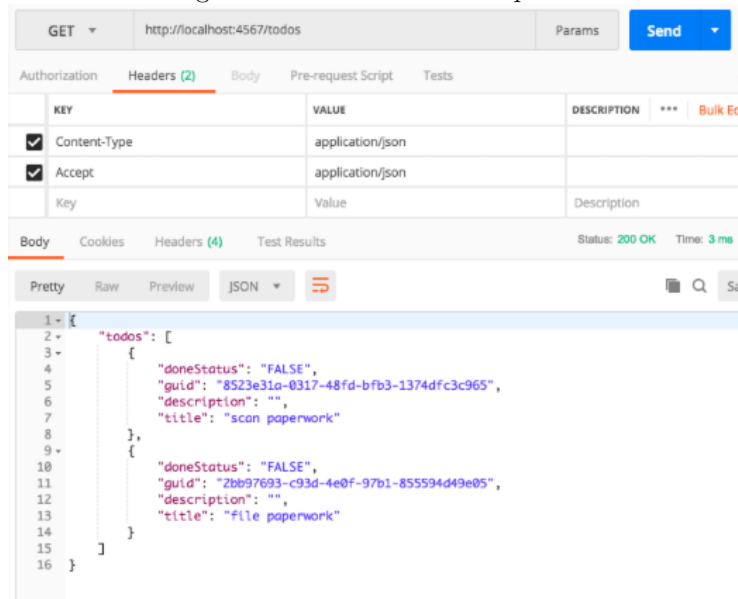 GET http://localhost:4567/todos Params Send
Authorization Headers (2) Body Pre-request Script Tests
KEY VALUE DESCRIPTION ••• Bulk Ed
Content-Type application/json
Accept application/json
Key Value Description
Body Cookies Headers (4) Test Results Status: 200 OK Time: 3 ms
Pretty Raw Preview JSON Sa
1 {
2 "todos": [
3 {
4 "doneStatus": "FALSE",
5 "guid": "8523e31a-0317-48fd-bfb3-1374dfc3c965",
6 "description": "",
7 "title": "scan paperwork"
8 },
9 {
10 "doneStatus": "FALSE",
11 "guid": "2bb97693-c93d-4e0f-97b1-855594d49e05",
12 "description": "",
13 "title": "file paperwork"
14 }
15 ]
16 }